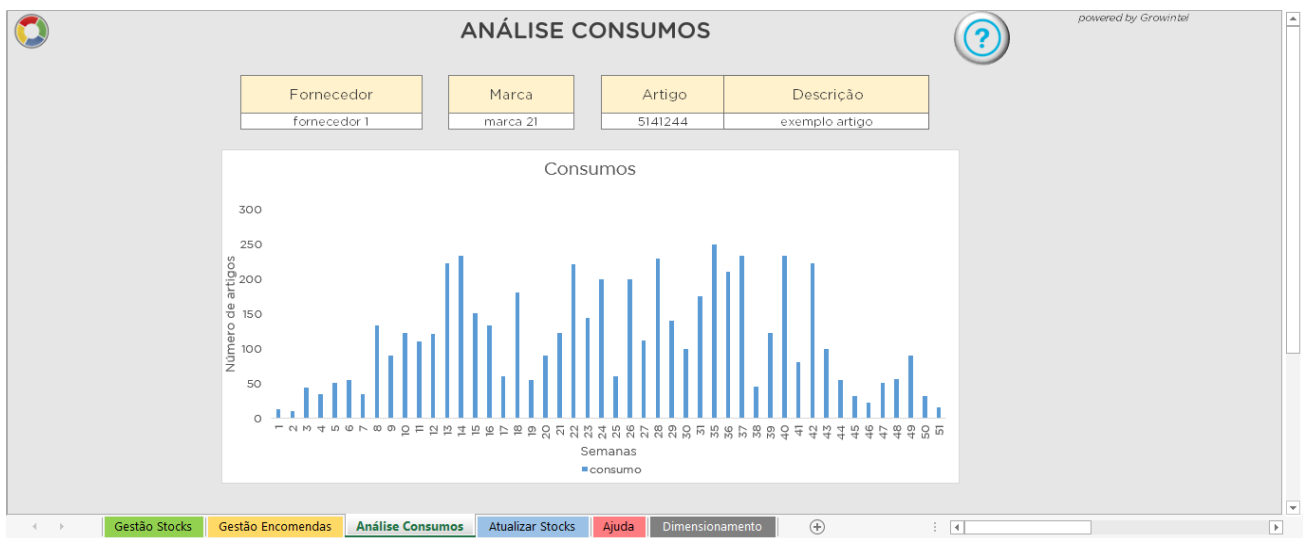 ANÁLISE CONSUMOS
powered by Growintel
?
Fornecedor Marca Artigo Descrição
fornecedor 1 marca 21 5141244 exemplo artigo
Consumos
300
250
200
150
100
50
0
Número de artigos
1 2 3 4 5 6 7 8 9 10 11 12 13 14 15 16 17 18 19 20 21 22 23 24 25 26 27 28 29 30 31 35 36 37 38 39 40 41 42 43 44 45 46 47 48 49 50 51
Semanas
consumo
Gestão Stocks Gestão Encomendas Análise Consumos Atualizar Stocks Ajuda Dimensionamento